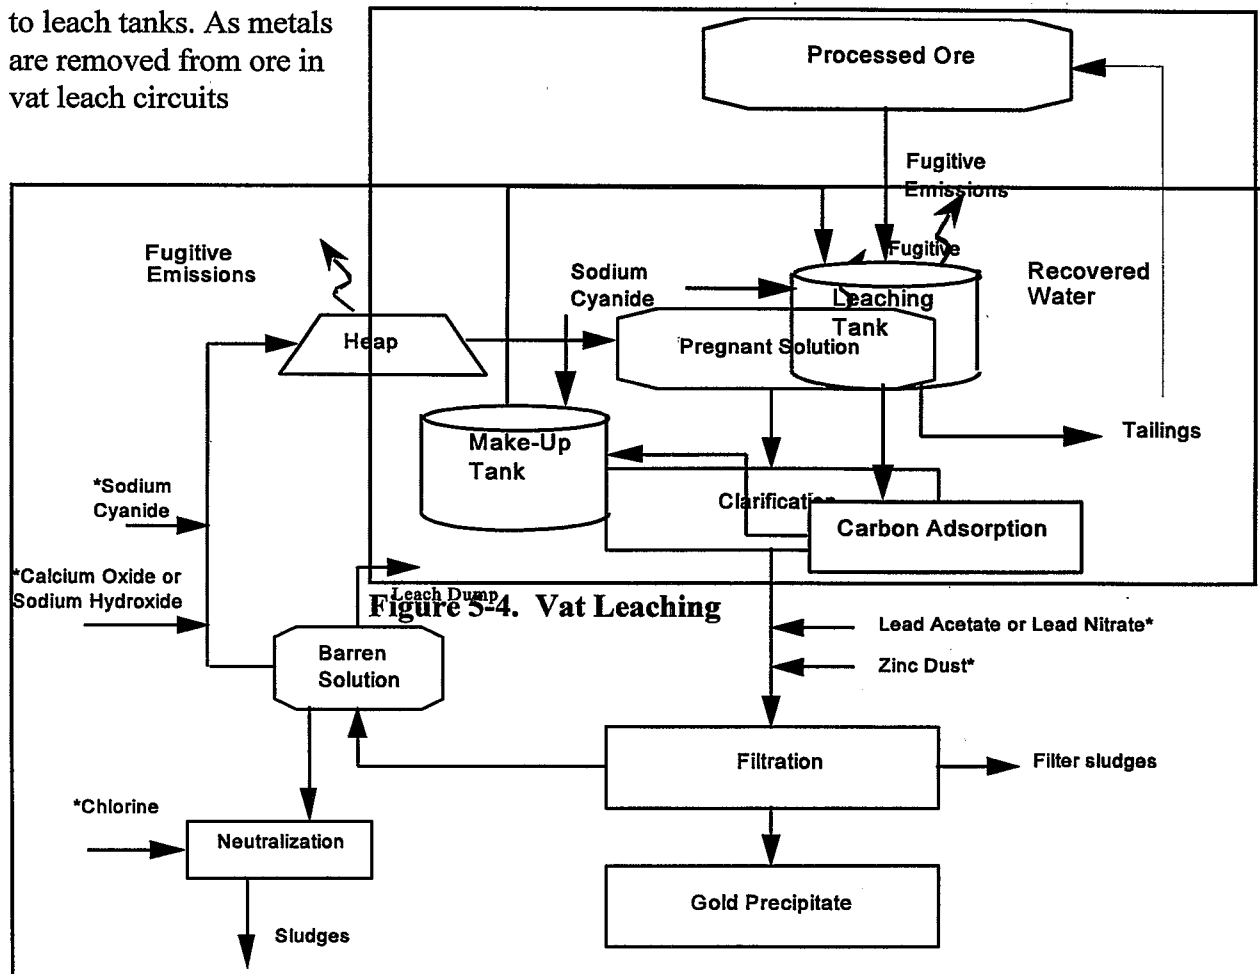 to leach tanks. As metals
are removed from ore in
vat leach circuits
Processed Ore
Fugitive
Emissions
Fugitive
Emissions
Fugitive
Sodium
Cyanide
Leaching
Tank
Recovered
Water
Heap
Pregnant Solution
Make-Up
Tank
Tailings
*Sodium
Cyanide
Clarification
Carbon Adsorption
*Calcium Oxide or
Sodium Hydroxide
Leach Dump
Figure 5-4. Vat Leaching
Lead Acetate or Lead Nitrate*
Zinc Dust*
Barren
Solution
Filtration
Filter sludges
*Chlorine
Neutralization
Gold Precipitate
Sludges